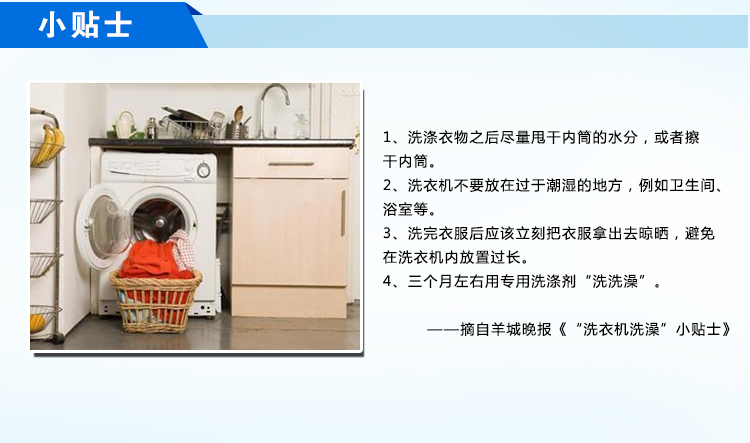 小贴士
1、洗涤衣物之后尽量甩干内筒的水分，或者擦
干内筒。
2、洗衣机不要放在过于潮湿的地方，例如卫生间、
浴室等。
3、洗完衣服后应该立刻把衣服拿出去晾晒，避免
在洗衣机内放置过长。
4、三个月左右用专用洗涤剂“洗洗澡”。
——摘自羊城晚报《“洗衣机洗澡”小贴士》